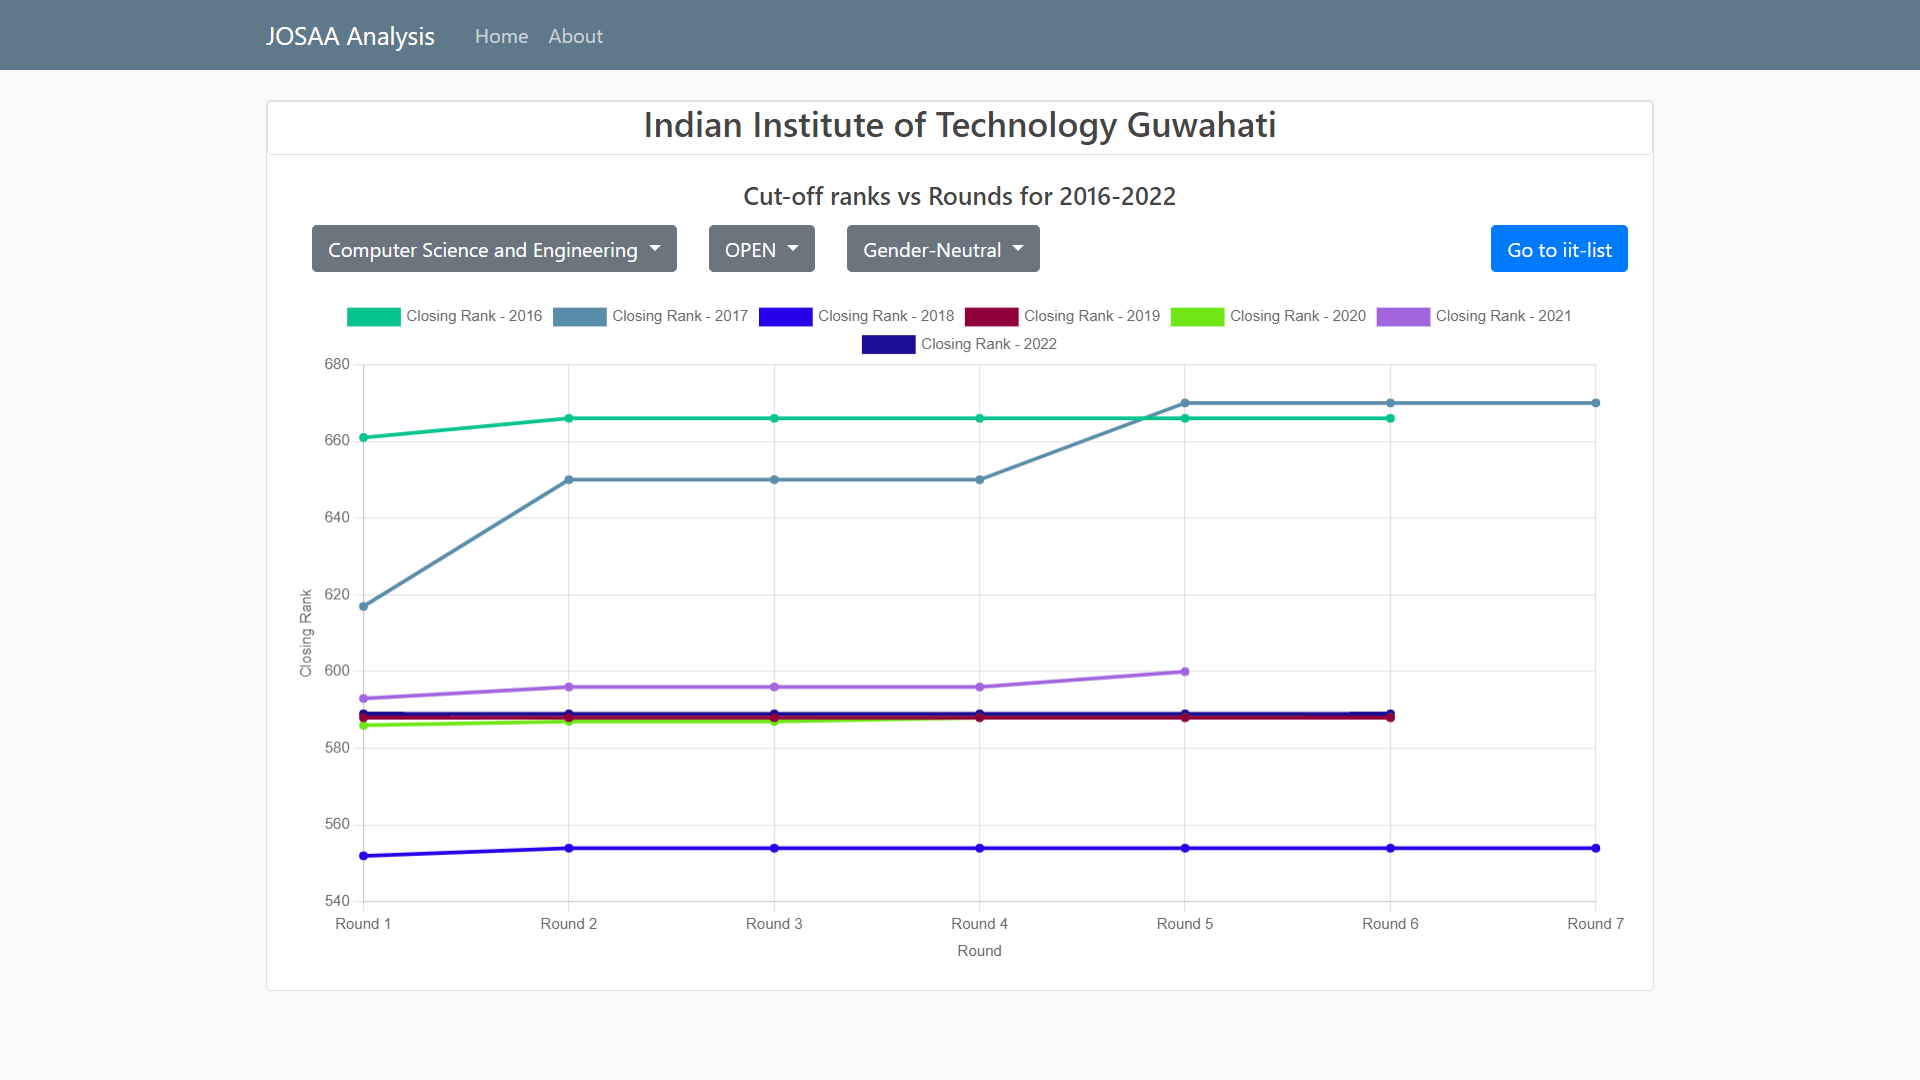 JOSAA Analysis Home About
Indian Institute of Technology Guwahati
Cut-off ranks vs Rounds for 2016-2022
Computer Science and Engineering OPEN Gender-Neutral Go to iit-list
Closing Rank - 2016 Closing Rank - 2017 Closing Rank - 2018 Closing Rank - 2019 Closing Rank - 2020 Closing Rank - 2021
Closing Rank - 2022
680
660
640
620
600
580
560
540
Closing Rank
Round 1 Round 2 Round 3 Round 4 Round 5 Round 6 Round 7
Round